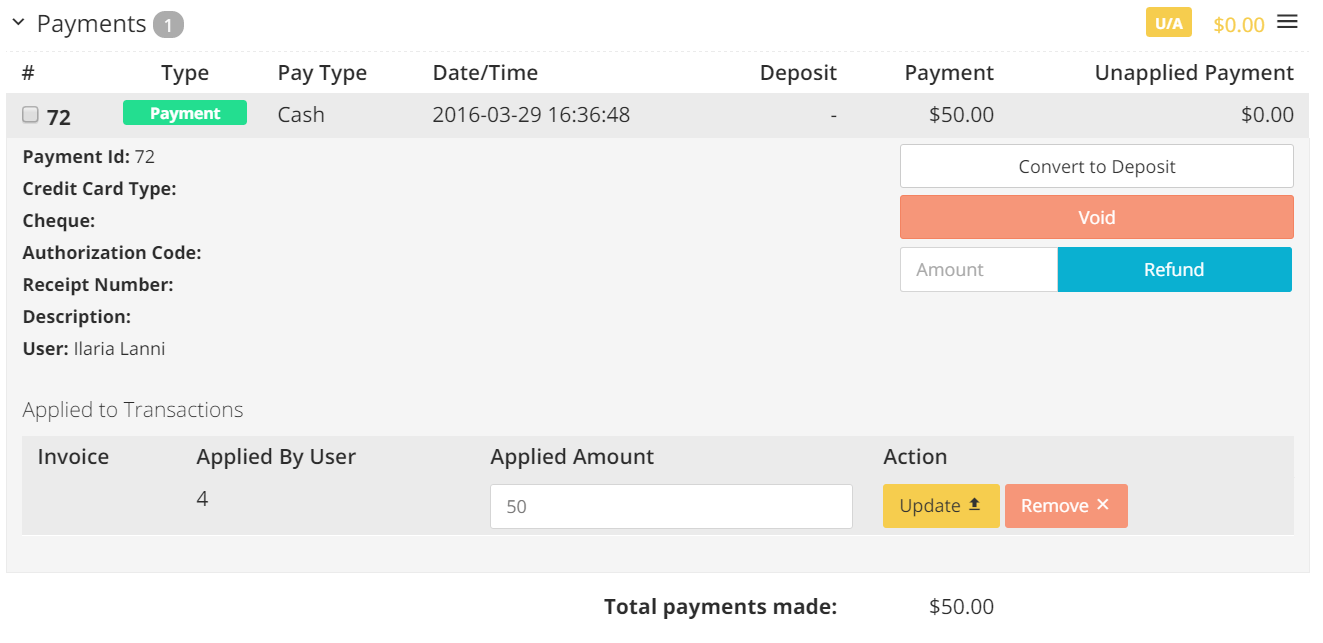 Payments 1 U/A $0.00
# Type Pay Type Date/Time Deposit Payment Unapplied Payment
72 Payment Cash 2016-03-29 16:36:48 - $50.00 $0.00
Payment Id: 72
Convert to Deposit
Credit Card Type:
Cheque:
Void
Authorization Code:
Amount Refund
Receipt Number:
Description:
User: Ilaria Lanni
Applied to Transactions
Invoice Applied By User Applied Amount Action
4 50 Update Remove
Total payments made: $50.00